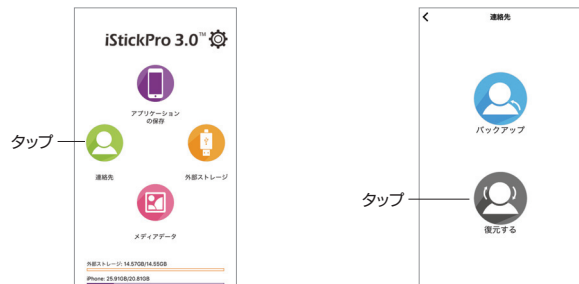 iStickPro 3.0™
アプリケーション
の保存
タップ
連絡先
外部ストレージ
メディアデータ
外部ストレージ: 14.57GB/14.55GB
iPhone: 25.91GB/20.81GB
連絡先
バックアップ
タップ
復元する